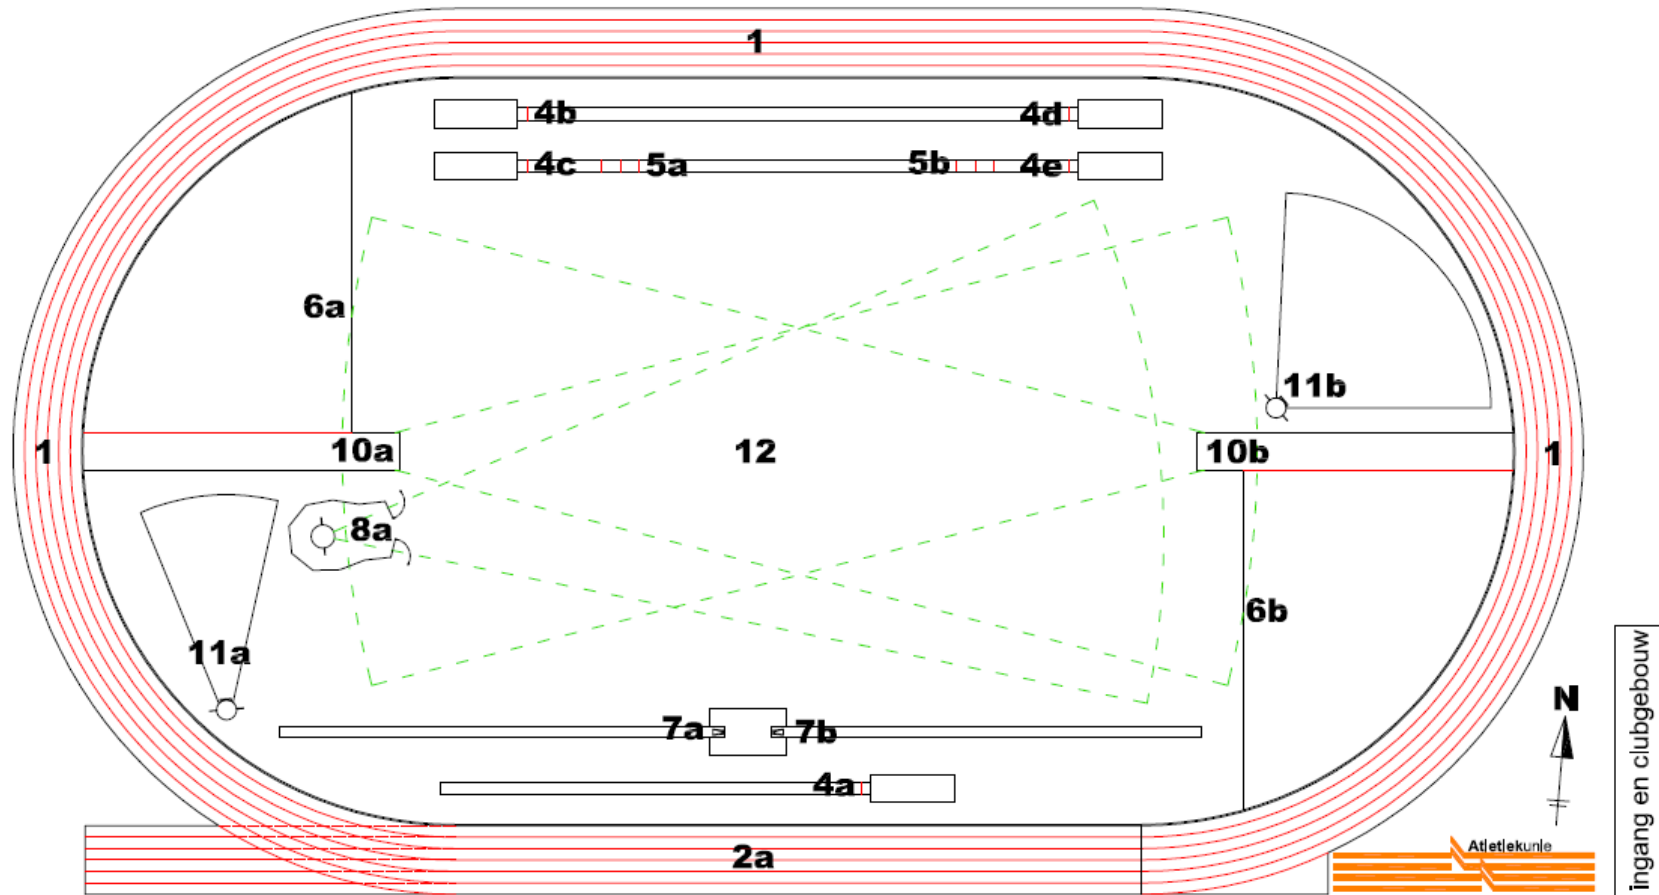 1
4b
4d
4c
5a
5b
4e
6a
11b
1
10a
12
10b
1
8a
6b
11a
7a
7b
4a
2a
N
Atletiekunie
ingang en clubgebouw